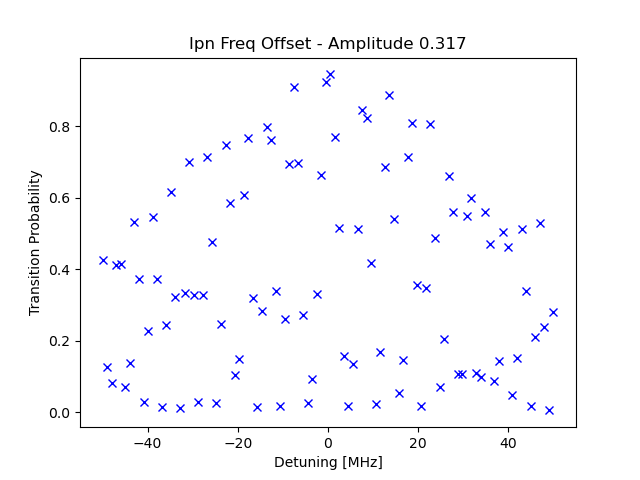 Ipn Freq Offset - Amplitude 0.317
Transition Probability
0.8
0.6
0.4
0.2
0.0
−40 −20 0 20 40
Detuning [MHz]